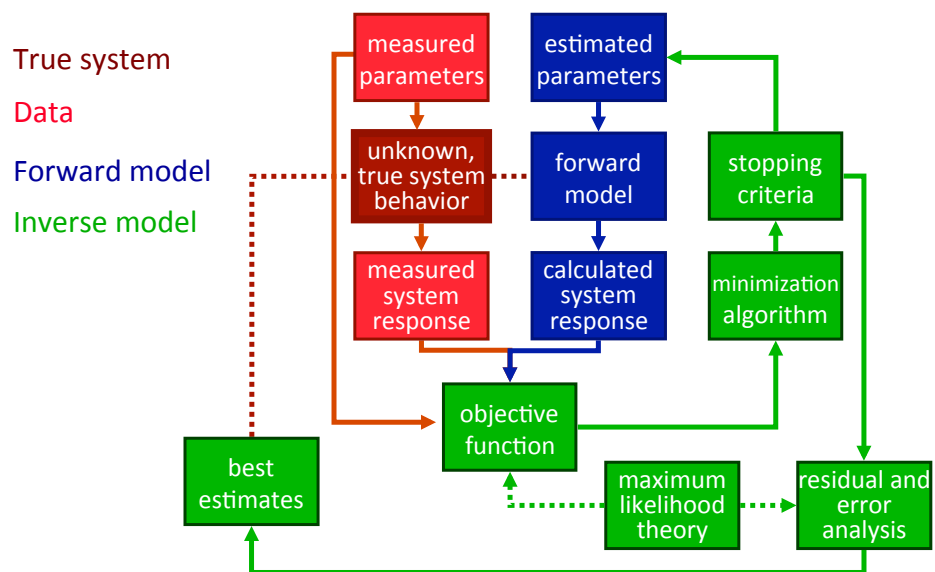 True system
Data
Forward model
Inverse model
measured
parameters
estimated
parameters
unknown,
true system
behavior
forward
model
stopping
criteria
measured
system
response
calculated
system
response
minimization
algorithm
objective
function
best
estimates
maximum
likelihood
theory
residual and
error
analysis